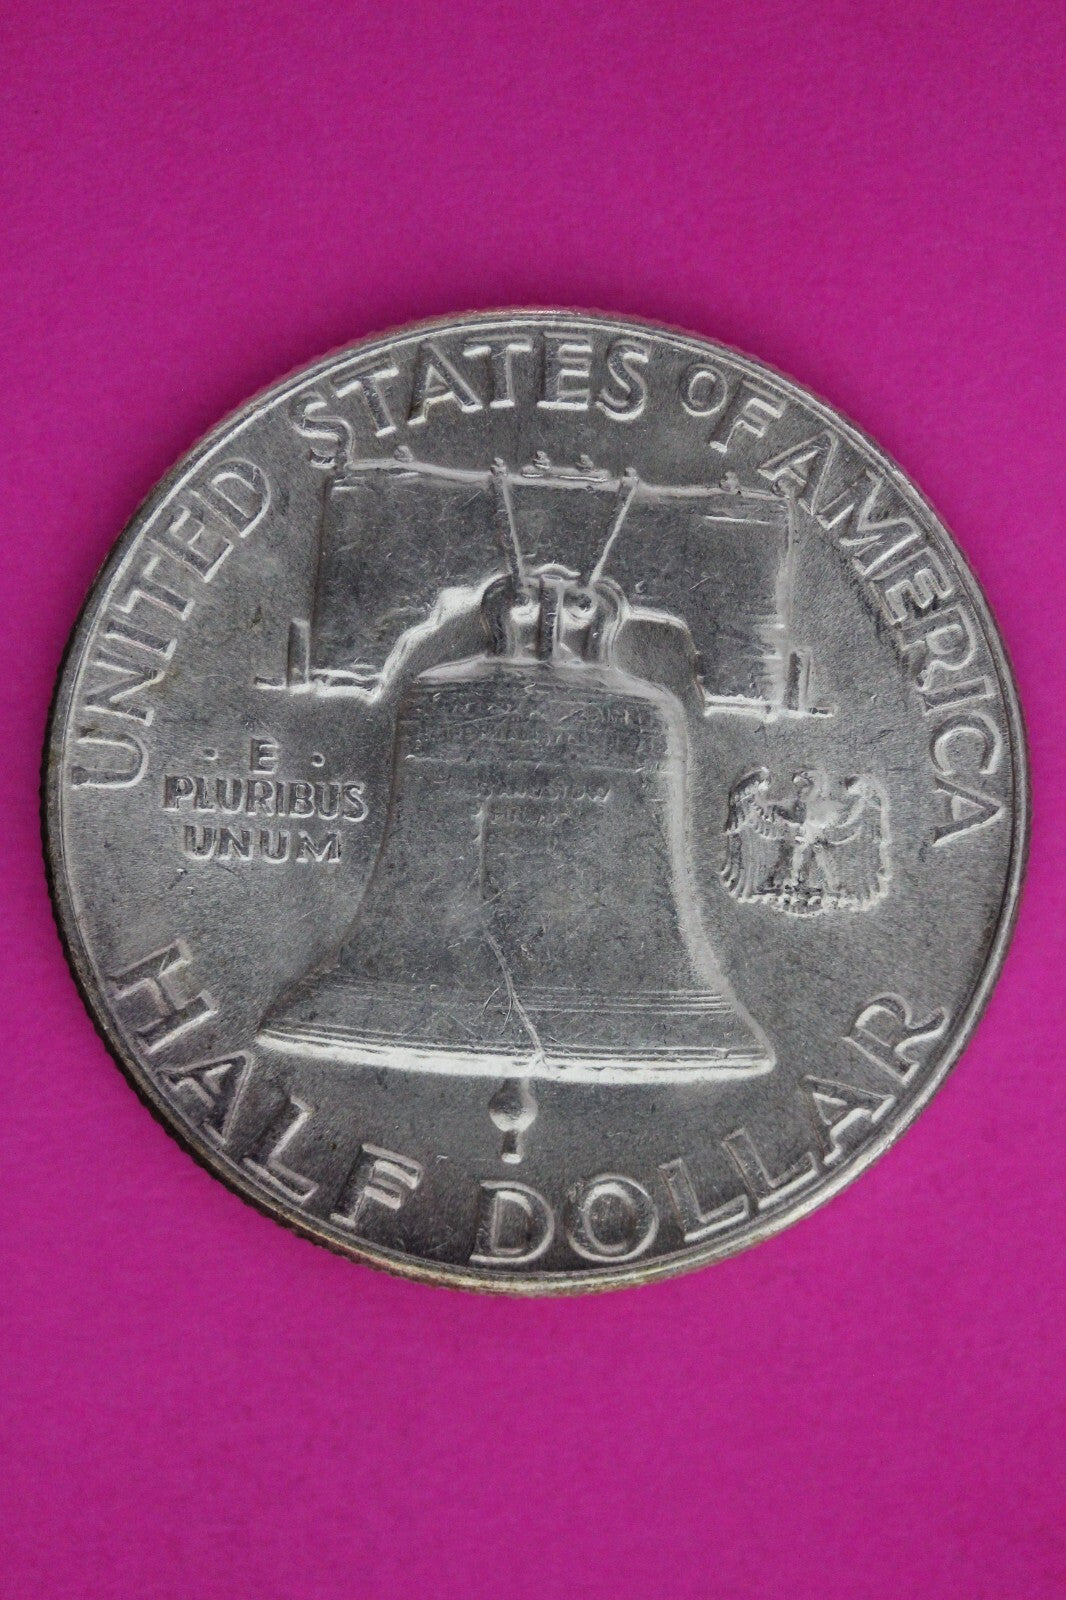 UNITED STATES OF AMERICA
· E ·
PLURIBUS
UNUM
HALF DOLLAR